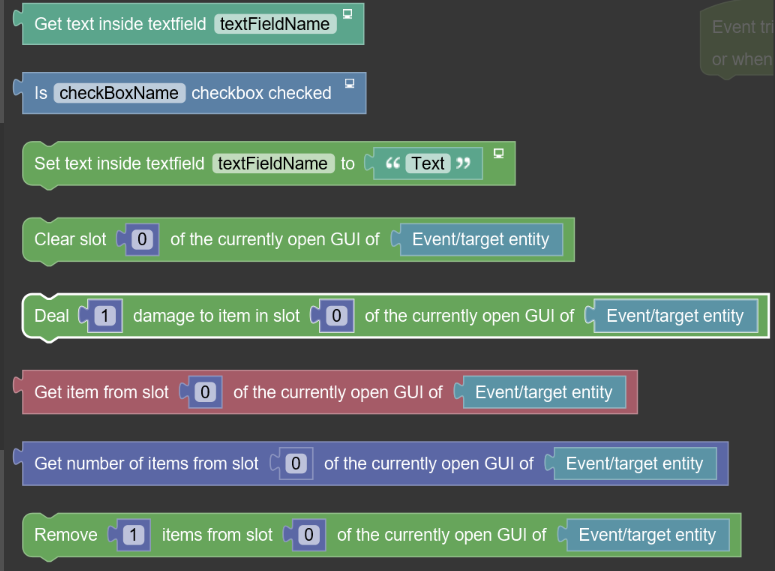 Get text inside textfield textFieldName
Event tri
or when
Is checkBoxName checkbox checked
Set text inside textfield textFieldName to “ Text ”
Clear slot 0 of the currently open GUI of Event/target entity
Deal 1 damage to item in slot 0 of the currently open GUI of Event/target entity
Get item from slot 0 of the currently open GUI of Event/target entity
Get number of items from slot 0 of the currently open GUI of Event/target entity
Remove 1 items from slot 0 of the currently open GUI of Event/target entity